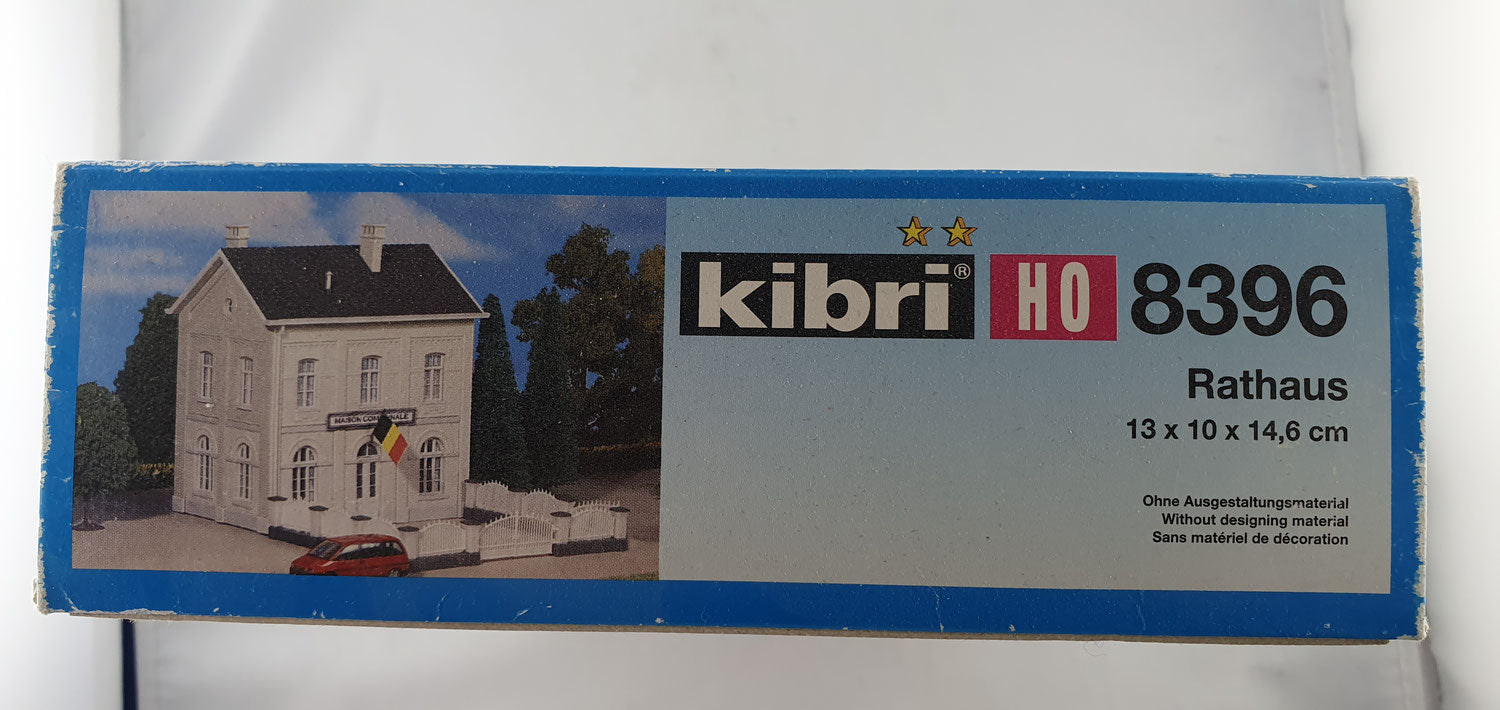 MAISON COMMUNALE
kibri® H0 8396
Rathaus
13 x 10 x 14,6 cm
Ohne Ausgestaltungsmaterial
Without designing material
Sans matériel de décoration